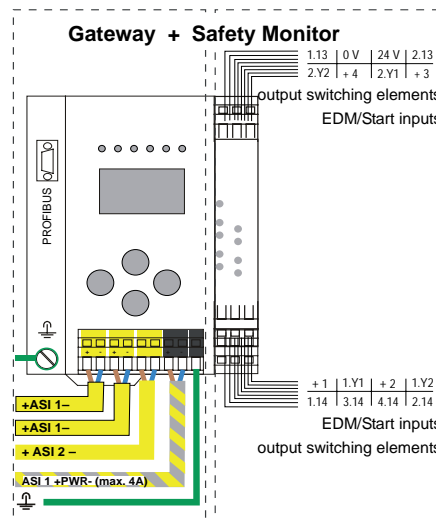 Gateway + Safety Monitor
1.13 0 V 24 V 2.13
2.Y2 + 4 2.Y1 + 3
output switching elements
EDM/Start inputs
PROFIBUS
+ - + -
+ 1 1.Y1 + 2 1.Y2
1.14 3.14 4.14 2.14
EDM/Start inputs
output switching elements
+ASI 1–
+ASI 1–
+ ASI 2 –
ASI 1 +PWR- (max. 4A)